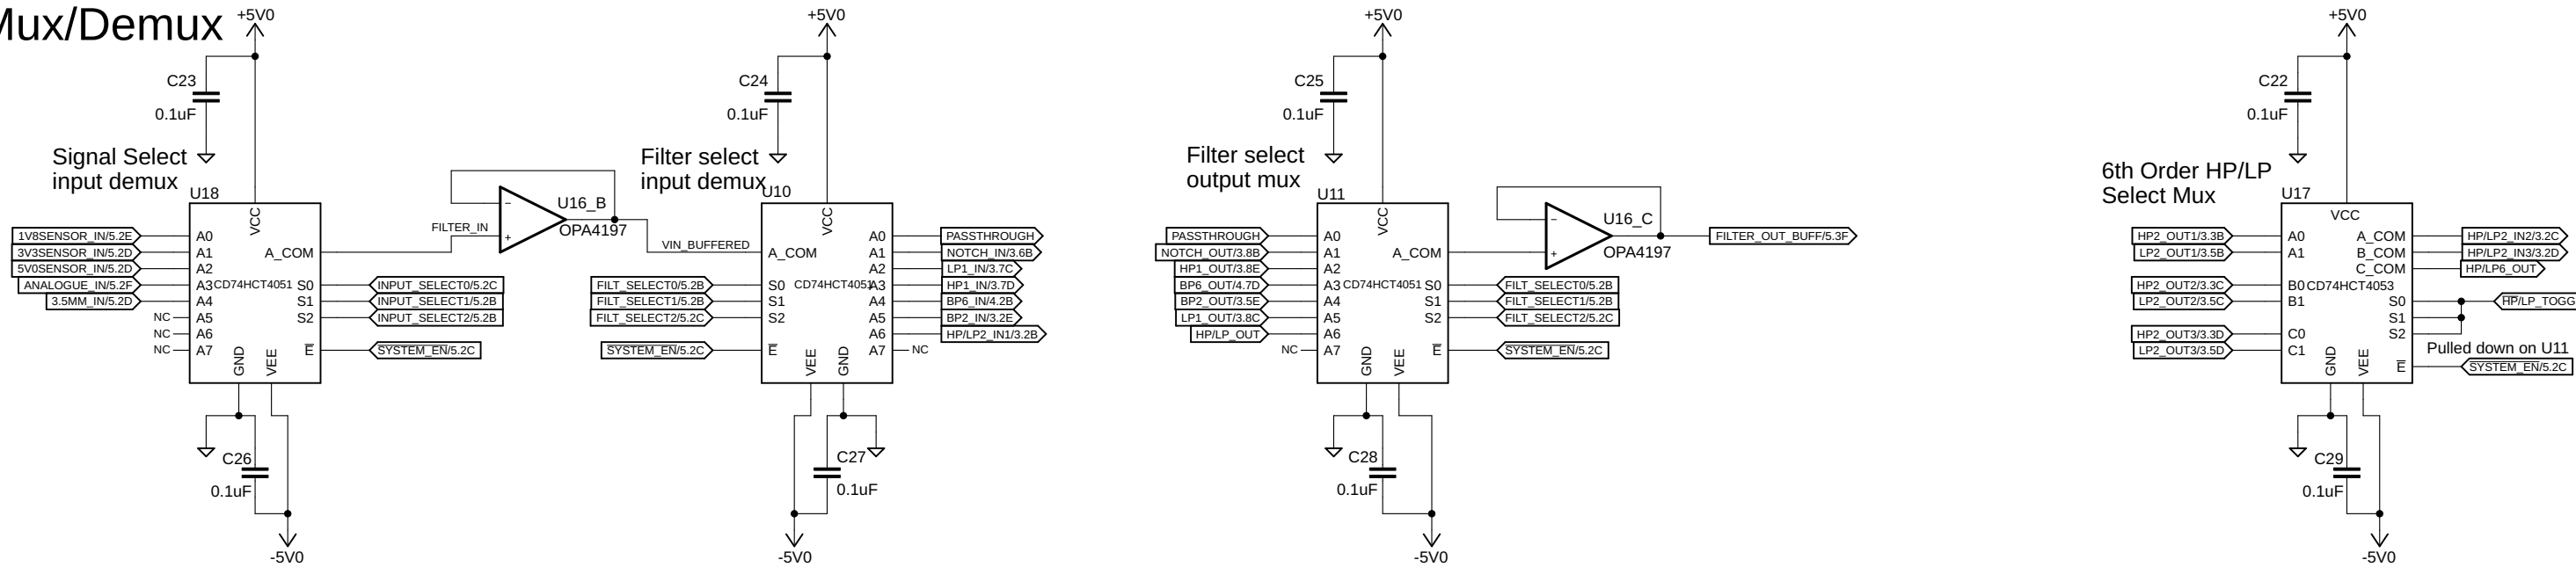 Mux/Demux
+5V0
C23
0.1uF
Signal Select
input demux
U18
VCC
1V8SENSOR_IN/5.2E
3V3SENSOR_IN/5.2D
5V0SENSOR_IN/5.2D
ANALOGUE_IN/5.2F
3.5MM_IN/5.2D
NC
NC
NC
A0
A1
A2
A3
A4
A5
A6
A7
CD74HCT4051
A_COM
S0
S1
S2
E
GND
VEE
INPUT_SELECT0/5.2C
INPUT_SELECT1/5.2B
INPUT_SELECT2/5.2B
SYSTEM_EN/5.2C
C26
0.1uF
-5V0
FILTER_IN
U16_B
OPA4197
VIN_BUFFERED
+5V0
C24
0.1uF
Filter select
input demux
U10
VCC
FILT_SELECT0/5.2B
FILT_SELECT1/5.2B
FILT_SELECT2/5.2C
SYSTEM_EN/5.2C
A_COM
S0
S1
S2
E
CD74HCT4051
A0
A1
A2
A3
A4
A5
A6
A7
VEE
GND
PASSTHROUGH
NOTCH_IN/3.6B
LP1_IN/3.7C
HP1_IN/3.7D
BP6_IN/4.2B
BP2_IN/3.2E
HP/LP2_IN1/3.2B
NC
C27
0.1uF
-5V0
+5V0
C25
0.1uF
Filter select
output mux
U11
VCC
PASSTHROUGH
NOTCH_OUT/3.8B
HP1_OUT/3.8E
BP6_OUT/4.7D
BP2_OUT/3.5E
LP1_OUT/3.8C
HP/LP_OUT
NC
A0
A1
A2
A3
A4
A5
A6
A7
CD74HCT4051
A_COM
S0
S1
S2
E
GND
VEE
FILT_SELECT0/5.2B
FILT_SELECT1/5.2B
FILT_SELECT2/5.2C
SYSTEM_EN/5.2C
C28
0.1uF
-5V0
U16_C
OPA4197
FILTER_OUT_BUFF/5.3F
+5V0
C22
0.1uF
6th Order HP/LP
Select Mux
U17
VCC
HP2_OUT1/3.3B
LP2_OUT1/3.5B
HP2_OUT2/3.3C
LP2_OUT2/3.5C
HP2_OUT3/3.3D
LP2_OUT3/3.5D
A0
A1
B0
B1
C0
C1
CD74HCT4053
A_COM
B_COM
C_COM
S0
S1
S2
E
GND
VEE
HP/LP2_IN2/3.2C
HP/LP2_IN3/3.2D
HP/LP6_OUT
HP/LP_TOGG
Pulled down on U11
SYSTEM_EN/5.2C
C29
0.1uF
-5V0